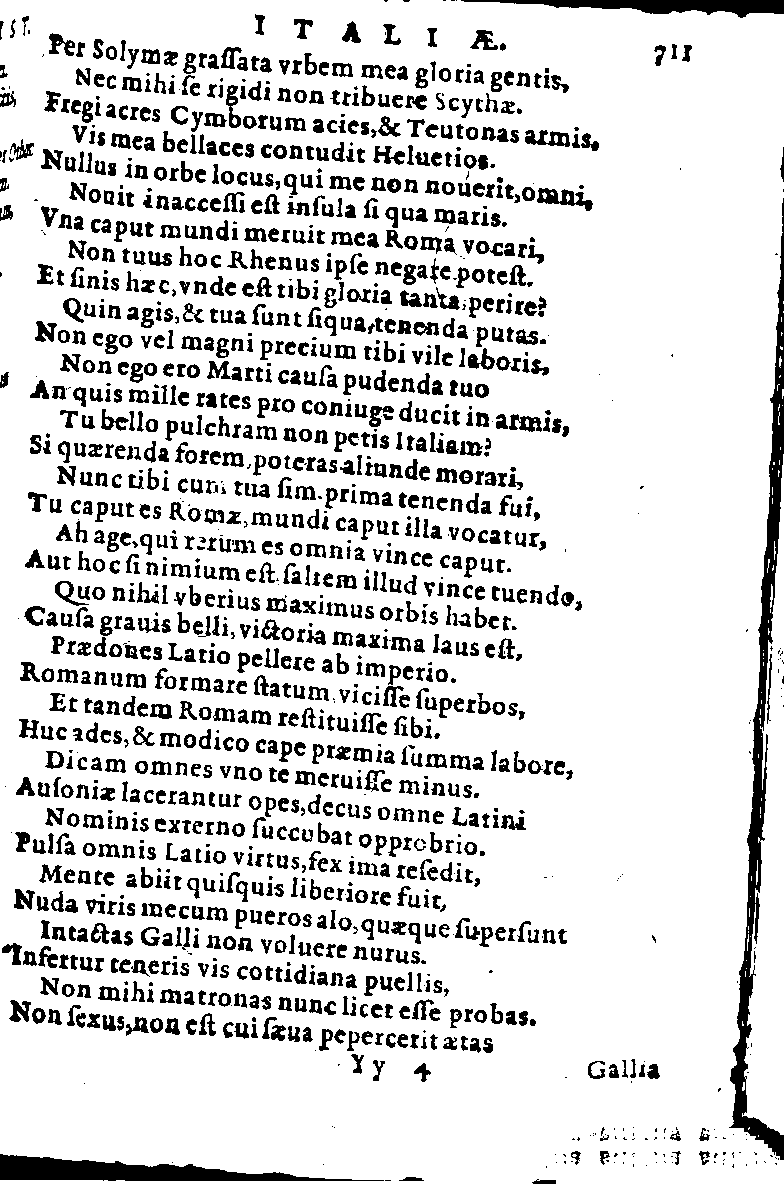 ITALIÆ. 711
Per Solymæ graſſata vrbem mea gloria gentis,
Nec mihi ſe rigidi non tribuere Scythæ.
Fregi acres Cymborum acies, & Teutonas armis,
Vis mea bellaces contudit Heluetios.
Nullus in orbe locus, qui me non nouerit, omni,
Nouit inacceſſi eſt inſula ſi qua maris.
Vna caput mundi meruit mea Roma vocari,
Non tuus hoc Rhenus ipſe negare poteſt.
Et ſinis hæc, vnde eſt tibi gloria tanta, perire?
Quin agis, & tua ſunt ſiqua, tenenda putas.
Non ego vel magni precium tibi vile laboris,
Non ego ero Marti cauſa pudenda tuo
An quis mille rates pro coniuge ducit in armis,
Tu bello pulchram non petis Italiam?
Si quærenda forem, poteras aliunde morari,
Nunc tibi cum tua ſim. prima tenenda fui,
Tu caput es Romæ, mundi caput illa vocatur,
Ah age, qui rerum es omnia vince caput.
Aut hoc ſi nimium eſt. ſaltem illud vince tuendo,
Quo nihil vberius maximus orbis habet.
Cauſa grauis belli, victoria maxima laus eſt,
Prædones Latio pellere ab imperio.
Romanum formare ſtatum, viciſſe ſuperbos,
Et tandem Romam reſtituiſſe ſibi.
Huc ades, & modico cape præmia ſumma labore,
Dicam omnes vno te meruiſſe minus.
Auſoniæ lacerantur opes, decus omne Latini
Nominis externo ſuccubat opprobrio.
Pulſa omnis Latio virtus, fex ima reſedit,
Mente abiit quiſquis liberiore fuit,
Nuda viris mecum pueros alo, quæque ſuperſunt
Intactas Galli non voluere nurus.
Infertur teneris vis cottidiana puellis,
Non mihi matronas nunc licet eſſe probas.
Non ſexus, non eſt cui ſæua pepercerit ætas
Yy 4 Gallia